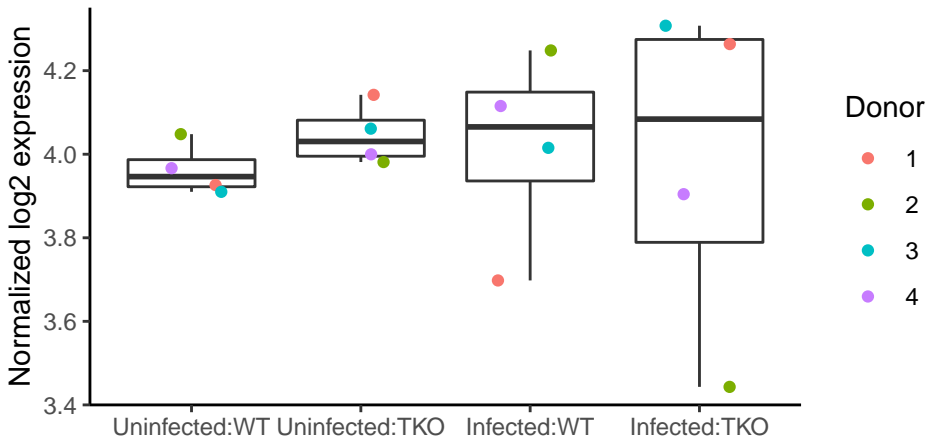 Normalized log2 expression
4.2
4.0
3.8
3.6
3.4
Uninfected:WT
Uninfected:TKO
Infected:WT
Infected:TKO
Donor
1
2
3
4